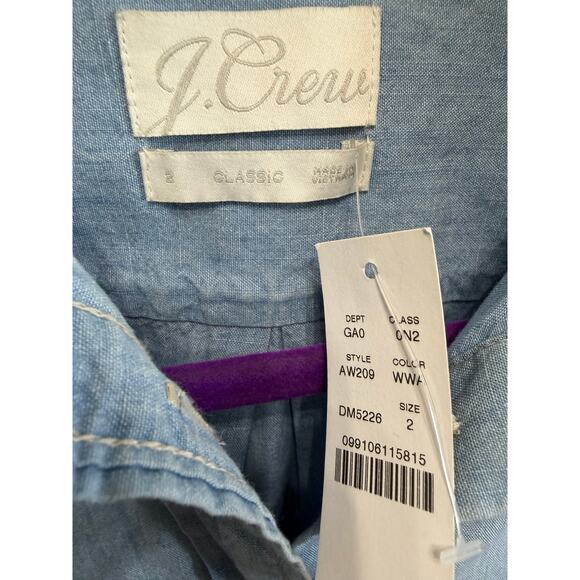 J.Crew
2 CLASSIC MADE IN VIETNAM
DEPT CLASS
GA0 0N2
STYLE COLOR
AW209 WWA
DM5226 SIZE 2
099106115815